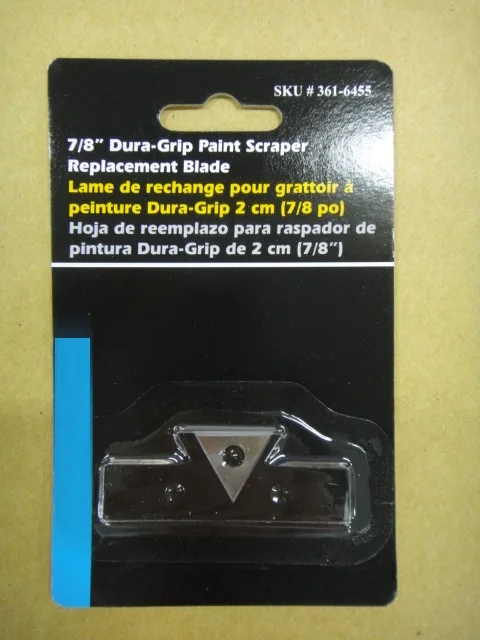 SKU # 361-6455
7/8" Dura-Grip Paint Scraper
Replacement Blade
Lame de rechange pour grattoir à
peinture Dura-Grip 2 cm (7/8 po)
Hoja de reemplazo para raspador de
pintura Dura-Grip de 2 cm (7/8")